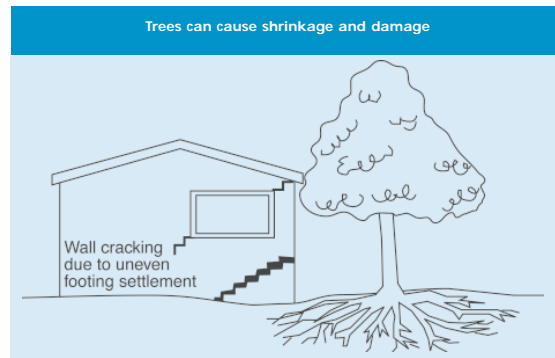 Trees can cause shrinkage and damage
Wall cracking
due to uneven
footing settlement